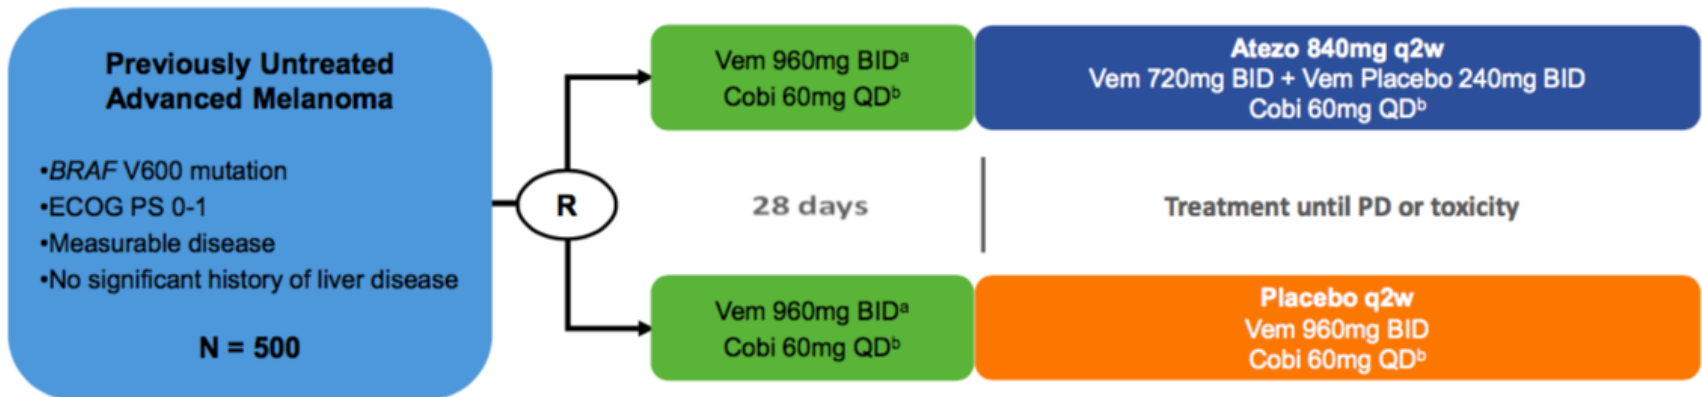 Previously Untreated
Advanced Melanoma
•BRAF V600 mutation
•ECOG PS 0-1
•Measurable disease
•No significant history of liver disease
N = 500
R
Vem 960mg BIDᵃ
Cobi 60mg QDᵇ
Atezo 840mg q2w
Vem 720mg BID + Vem Placebo 240mg BID
Cobi 60mg QDᵇ
28 days
Treatment until PD or toxicity
Vem 960mg BIDᵃ
Cobi 60mg QDᵇ
Placebo q2w
Vem 960mg BID
Cobi 60mg QDᵇ